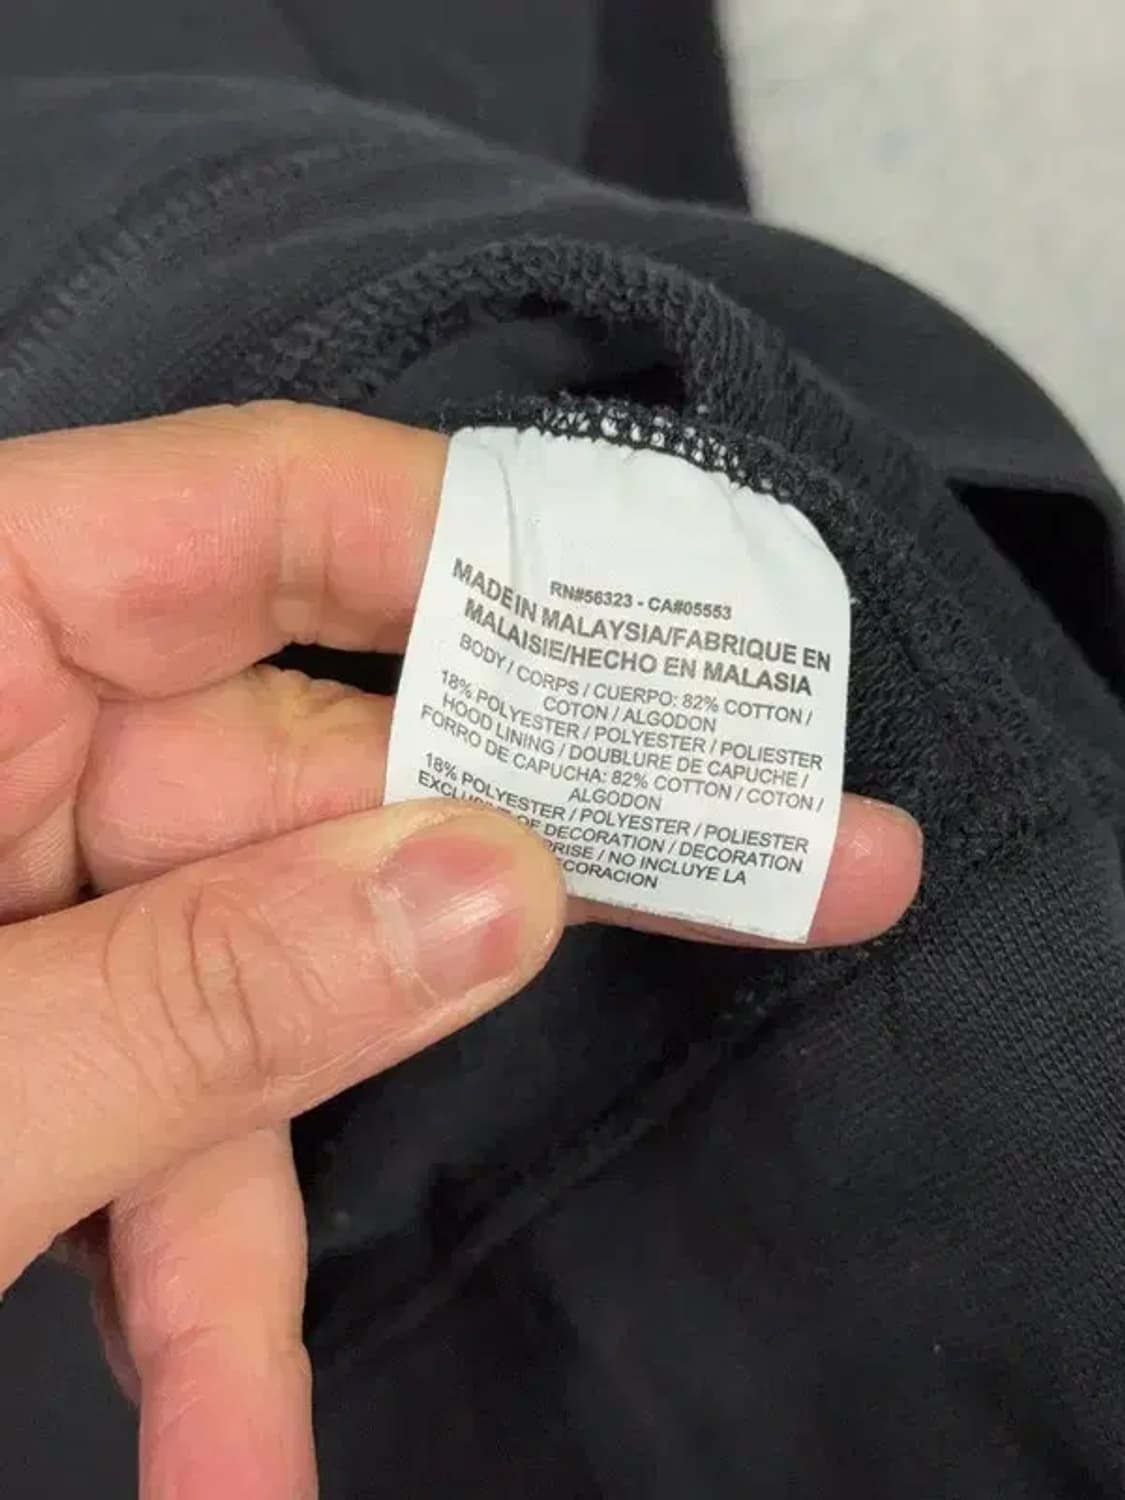 RN#56323 - CA#05553
MADE IN MALAYSIA/FABRIQUE EN
MALAISIE/HECHO EN MALASIA
BODY / CORPS / CUERPO: 82% COTTON /
COTON / ALGODON
18% POLYESTER / POLYESTER / POLIESTER
HOOD LINING / DOUBLURE DE CAPUCHE /
FORRO DE CAPUCHA: 82% COTTON / COTON /
ALGODON
18% POLYESTER / POLYESTER / POLIESTER
OF DECORATION / DECORATION
/ NO INCLUYE LA